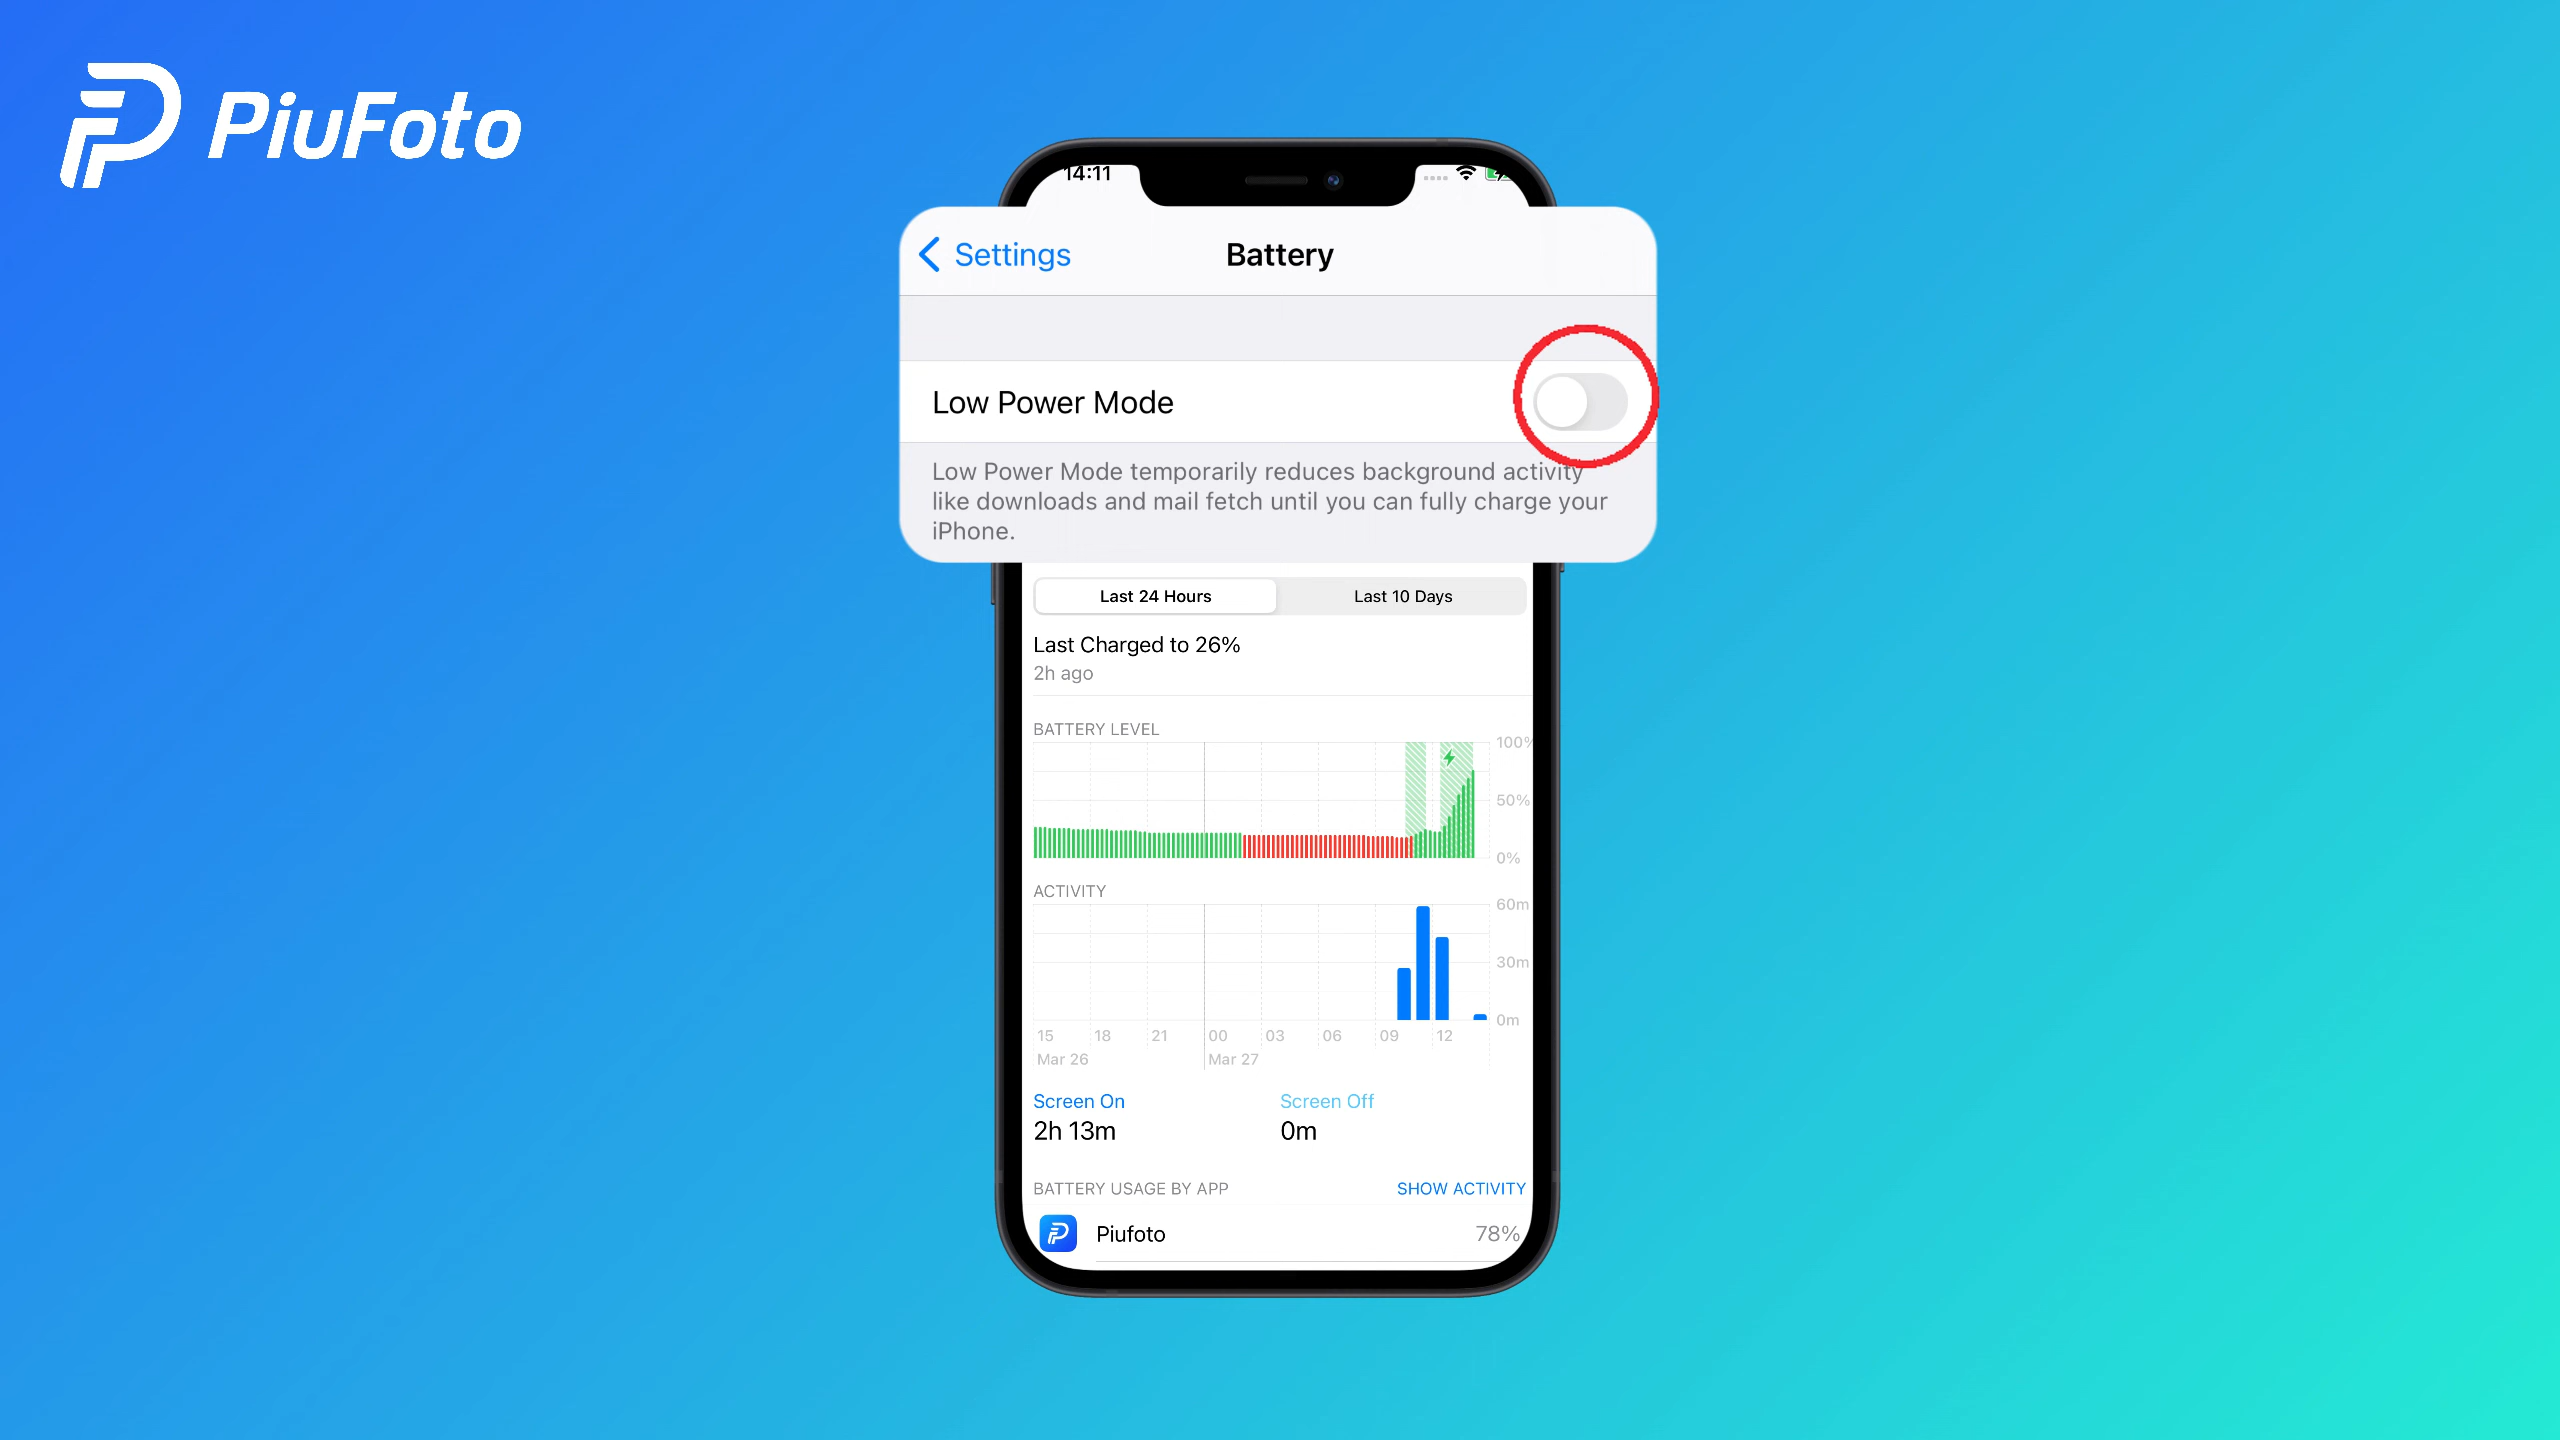 PiuFoto
14:11
Settings
Battery
Low Power Mode
Low Power Mode temporarily reduces background activity
like downloads and mail fetch until you can fully charge your
iPhone.
Last 24 Hours
Last 10 Days
Last Charged to 26%
2h ago
BATTERY LEVEL
100%
50%
0%
ACTIVITY
60m
30m
0m
15 18 21 00 03 06 09 12
Mar 26 Mar 27
Screen On
Screen Off
2h 13m
0m
BATTERY USAGE BY APP
SHOW ACTIVITY
Piufoto
78%